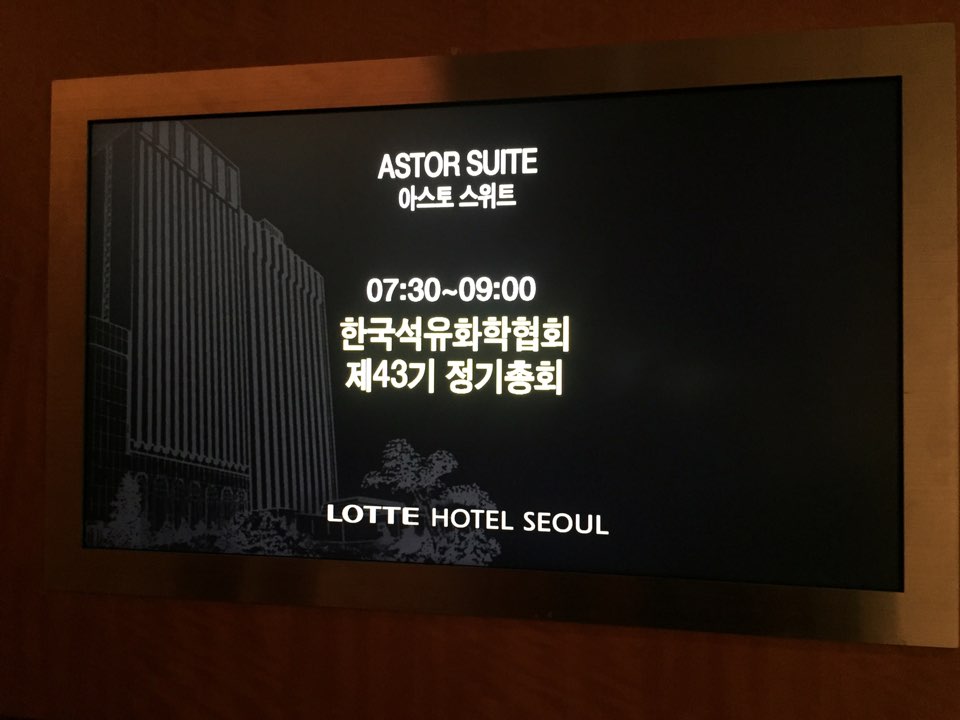 ASTOR SUITE
아스토 스위트
07:30~09:00
한국석유화학협회
제43기 정기총회
LOTTE HOTEL SEOUL